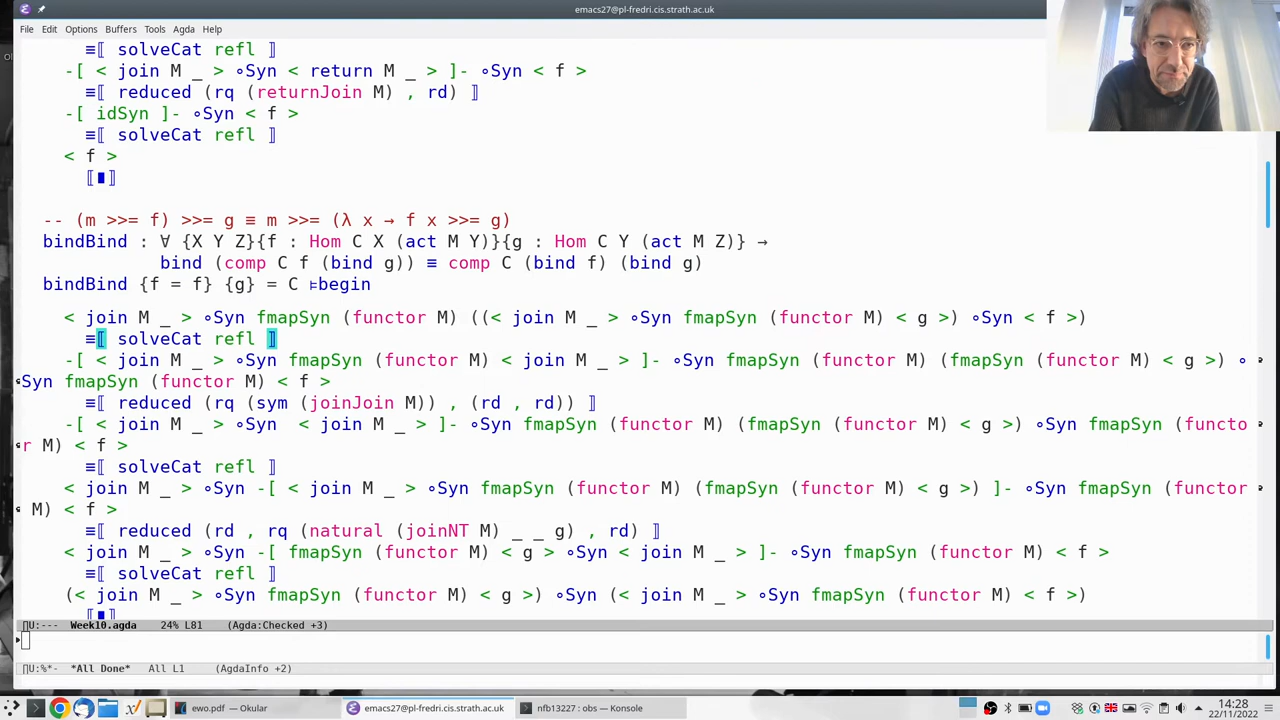 emacs27@pl-fredri.cis.strath.ac.uk
File Edit Options Buffers Tools Agda Help
≡⟦ solveCat refl ⟧
-[ < join M _ > ∘Syn < return M _ > ]- ∘Syn < f >
≡⟦ reduced (rq (returnJoin M) , rd) ⟧
-[ idSyn ]- ∘Syn < f >
≡⟦ solveCat refl ⟧
< f >
⟦∎⟧
-- (m >>= f) >>= g ≡ m >>= (λ x → f x >>= g)
bindBind : ∀ {X Y Z}{f : Hom C X (act M Y)}{g : Hom C Y (act M Z)} →
bind (comp C f (bind g)) ≡ comp C (bind f) (bind g)
bindBind {f = f} {g} = C ⊧begin
< join M _ > ∘Syn fmapSyn (functor M) ((< join M _ > ∘Syn fmapSyn (functor M) < g >) ∘Syn < f >)
≡⟦ solveCat refl ⟧
-[ < join M _ > ∘Syn fmapSyn (functor M) < join M _ > ]- ∘Syn fmapSyn (functor M) (fmapSyn (functor M) < g >) ∘
Syn fmapSyn (functor M) < f >
≡⟦ reduced (rq (sym (joinJoin M)) , (rd , rd)) ⟧
-[ < join M _ > ∘Syn  < join M _ > ]- ∘Syn fmapSyn (functor M) (fmapSyn (functor M) < g >) ∘Syn fmapSyn (functo
r M) < f >
≡⟦ solveCat refl ⟧
< join M _ > ∘Syn -[ < join M _ > ∘Syn fmapSyn (functor M) (fmapSyn (functor M) < g >) ]- ∘Syn fmapSyn (functor
M) < f >
≡⟦ reduced (rd , rq (natural (joinNT M) _ _ g) , rd) ⟧
< join M _ > ∘Syn -[ fmapSyn (functor M) < g > ∘Syn < join M _ > ]- ∘Syn fmapSyn (functor M) < f >
≡⟦ solveCat refl ⟧
(< join M _ > ∘Syn fmapSyn (functor M) < g >) ∘Syn (< join M _ > ∘Syn fmapSyn (functor M) < f >)
⟦∎⟧
∏U:--- Week10.agda 24% L81 (Agda:Checked +3)
∏U:%*- *All Done* All L1 (AgdaInfo +2)
ewo.pdf — Okular
emacs27@pl-fredri.cis.strath.ac.uk
nfb13227 : obs — Konsole
14:28
22/11/2022